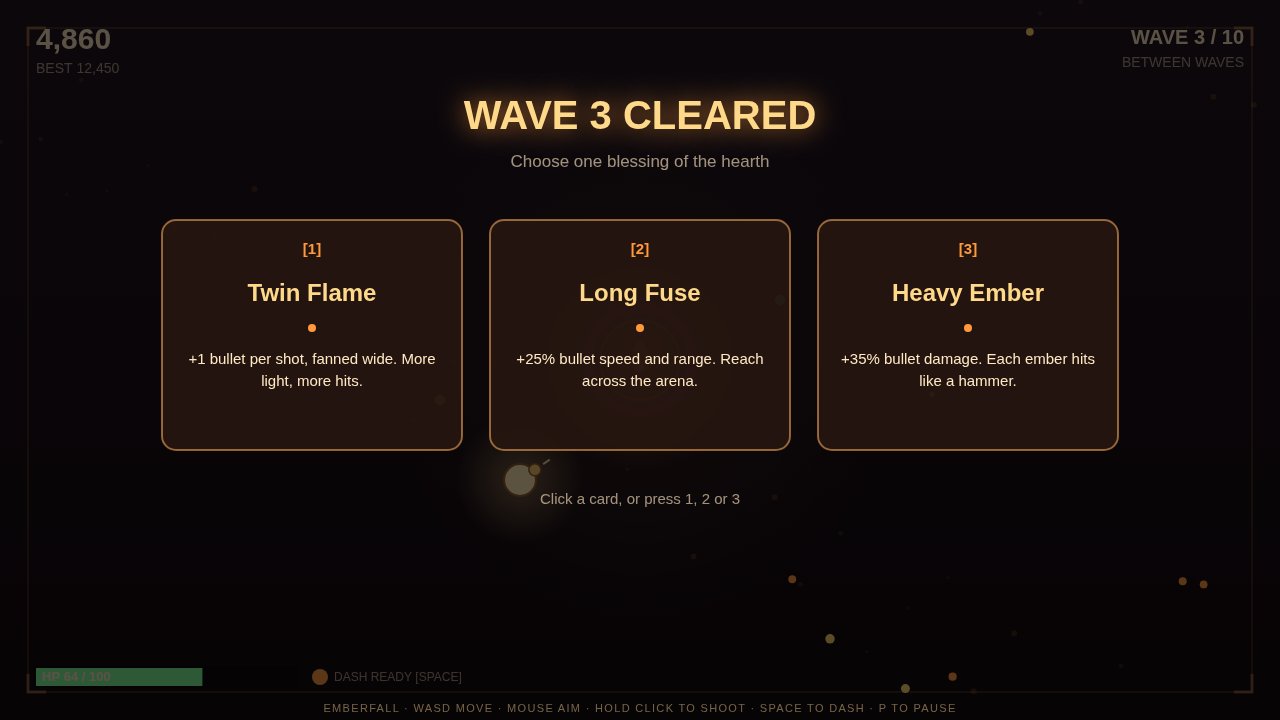 4,860
BEST 12,450
WAVE 3 / 10
BETWEEN WAVES
WAVE 3 CLEARED
Choose one blessing of the hearth
[1]
Twin Flame
+1 bullet per shot, fanned wide. More
light, more hits.
[2]
Long Fuse
+25% bullet speed and range. Reach
across the arena.
[3]
Heavy Ember
+35% bullet damage. Each ember hits
like a hammer.
Click a card, or press 1, 2 or 3
HP 64 / 100
DASH READY [SPACE]
EMBERFALL · WASD MOVE · MOUSE AIM · HOLD CLICK TO SHOOT · SPACE TO DASH · P TO PAUSE